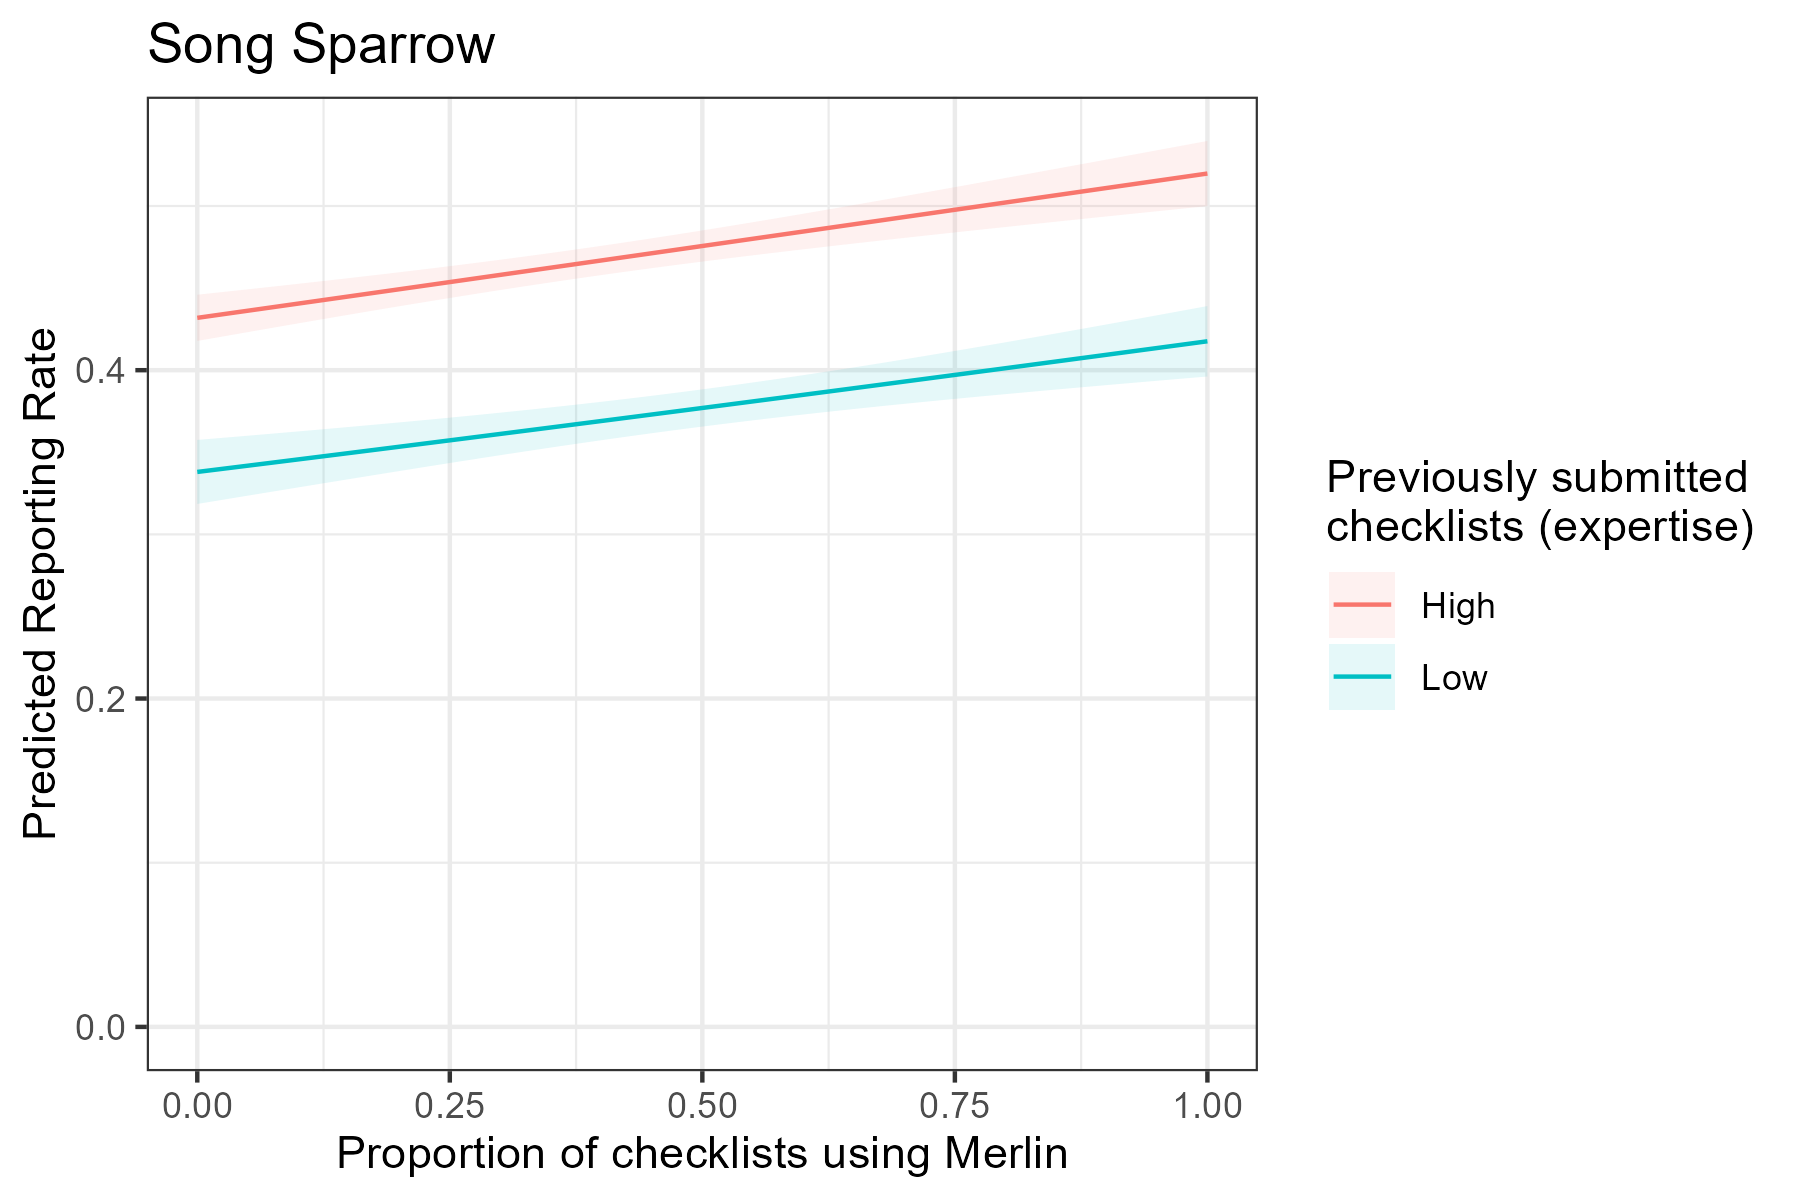 Song Sparrow
Predicted Reporting Rate
0.4
0.2
0.0
0.00 0.25 0.50 0.75 1.00
Proportion of checklists using Merlin
Previously submitted
checklists (expertise)
High
Low